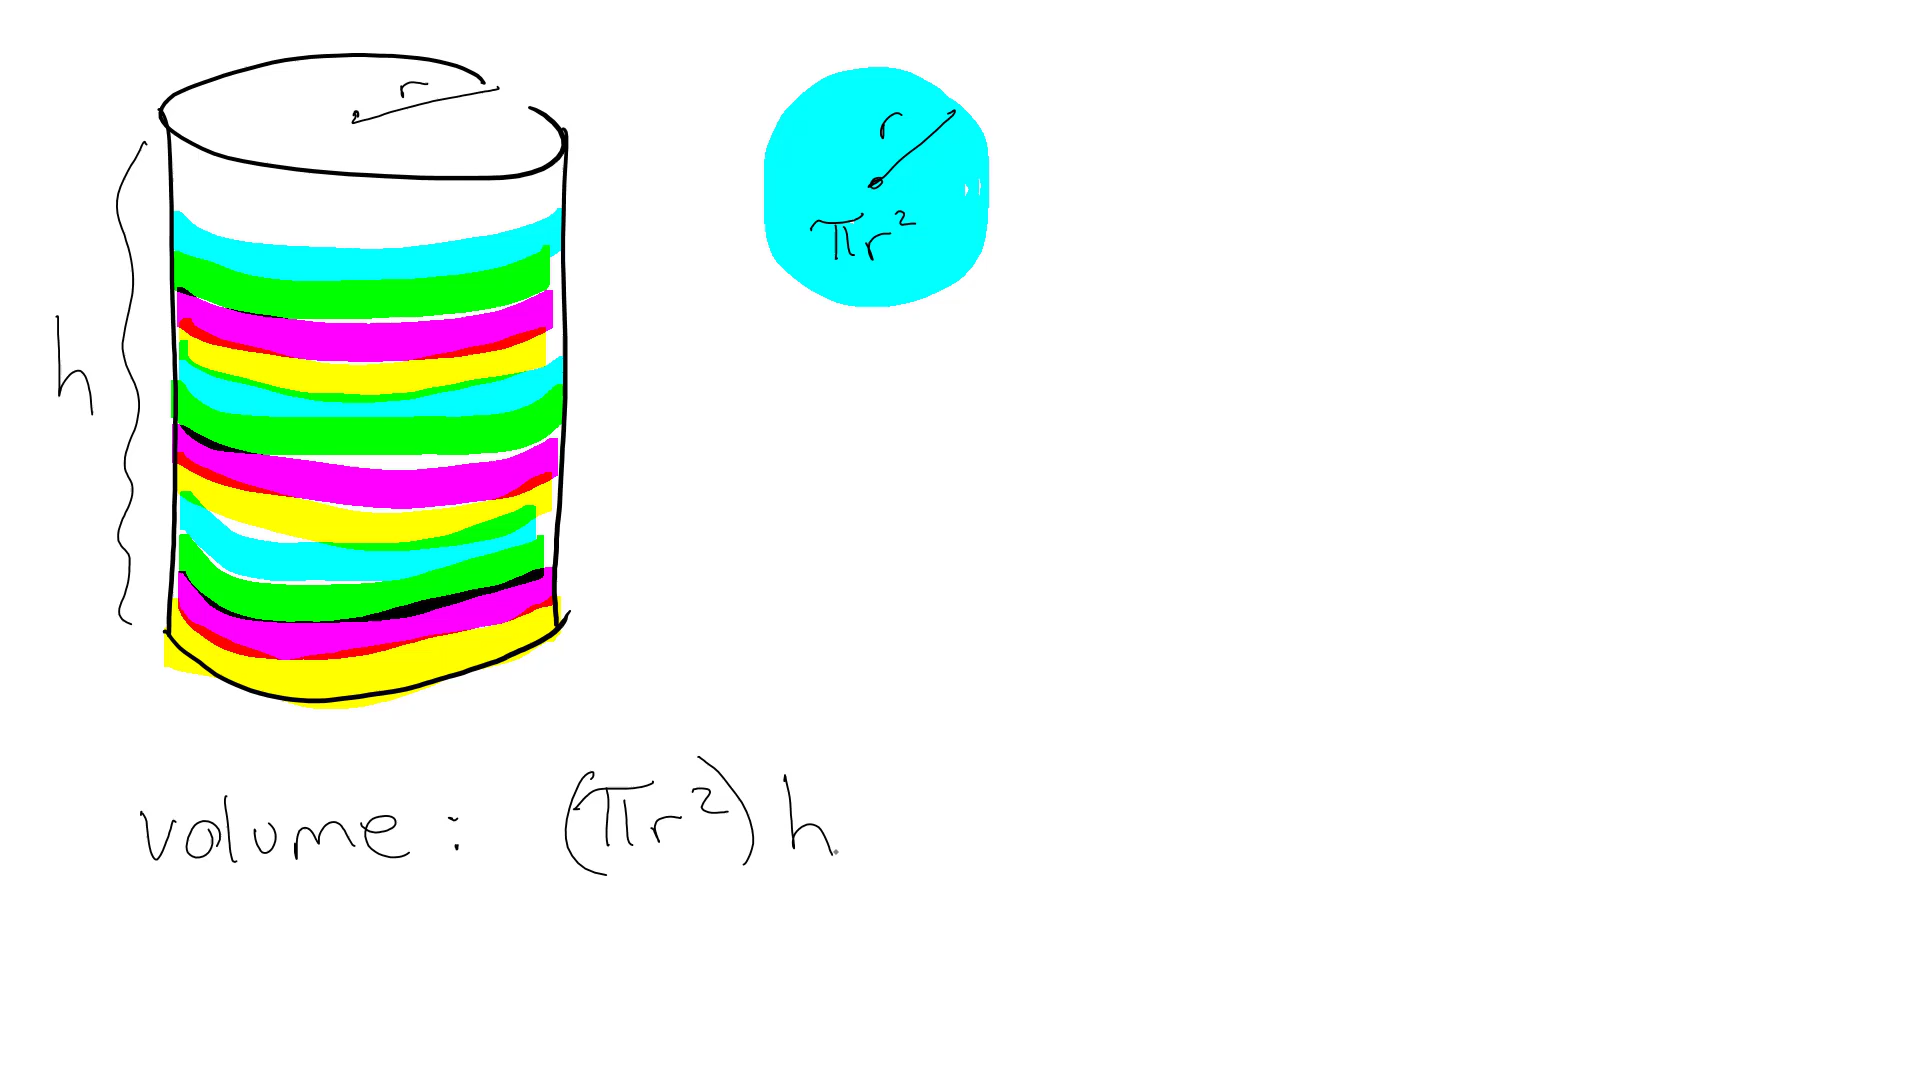 r
r
πr²
h
volume: (πr²)h